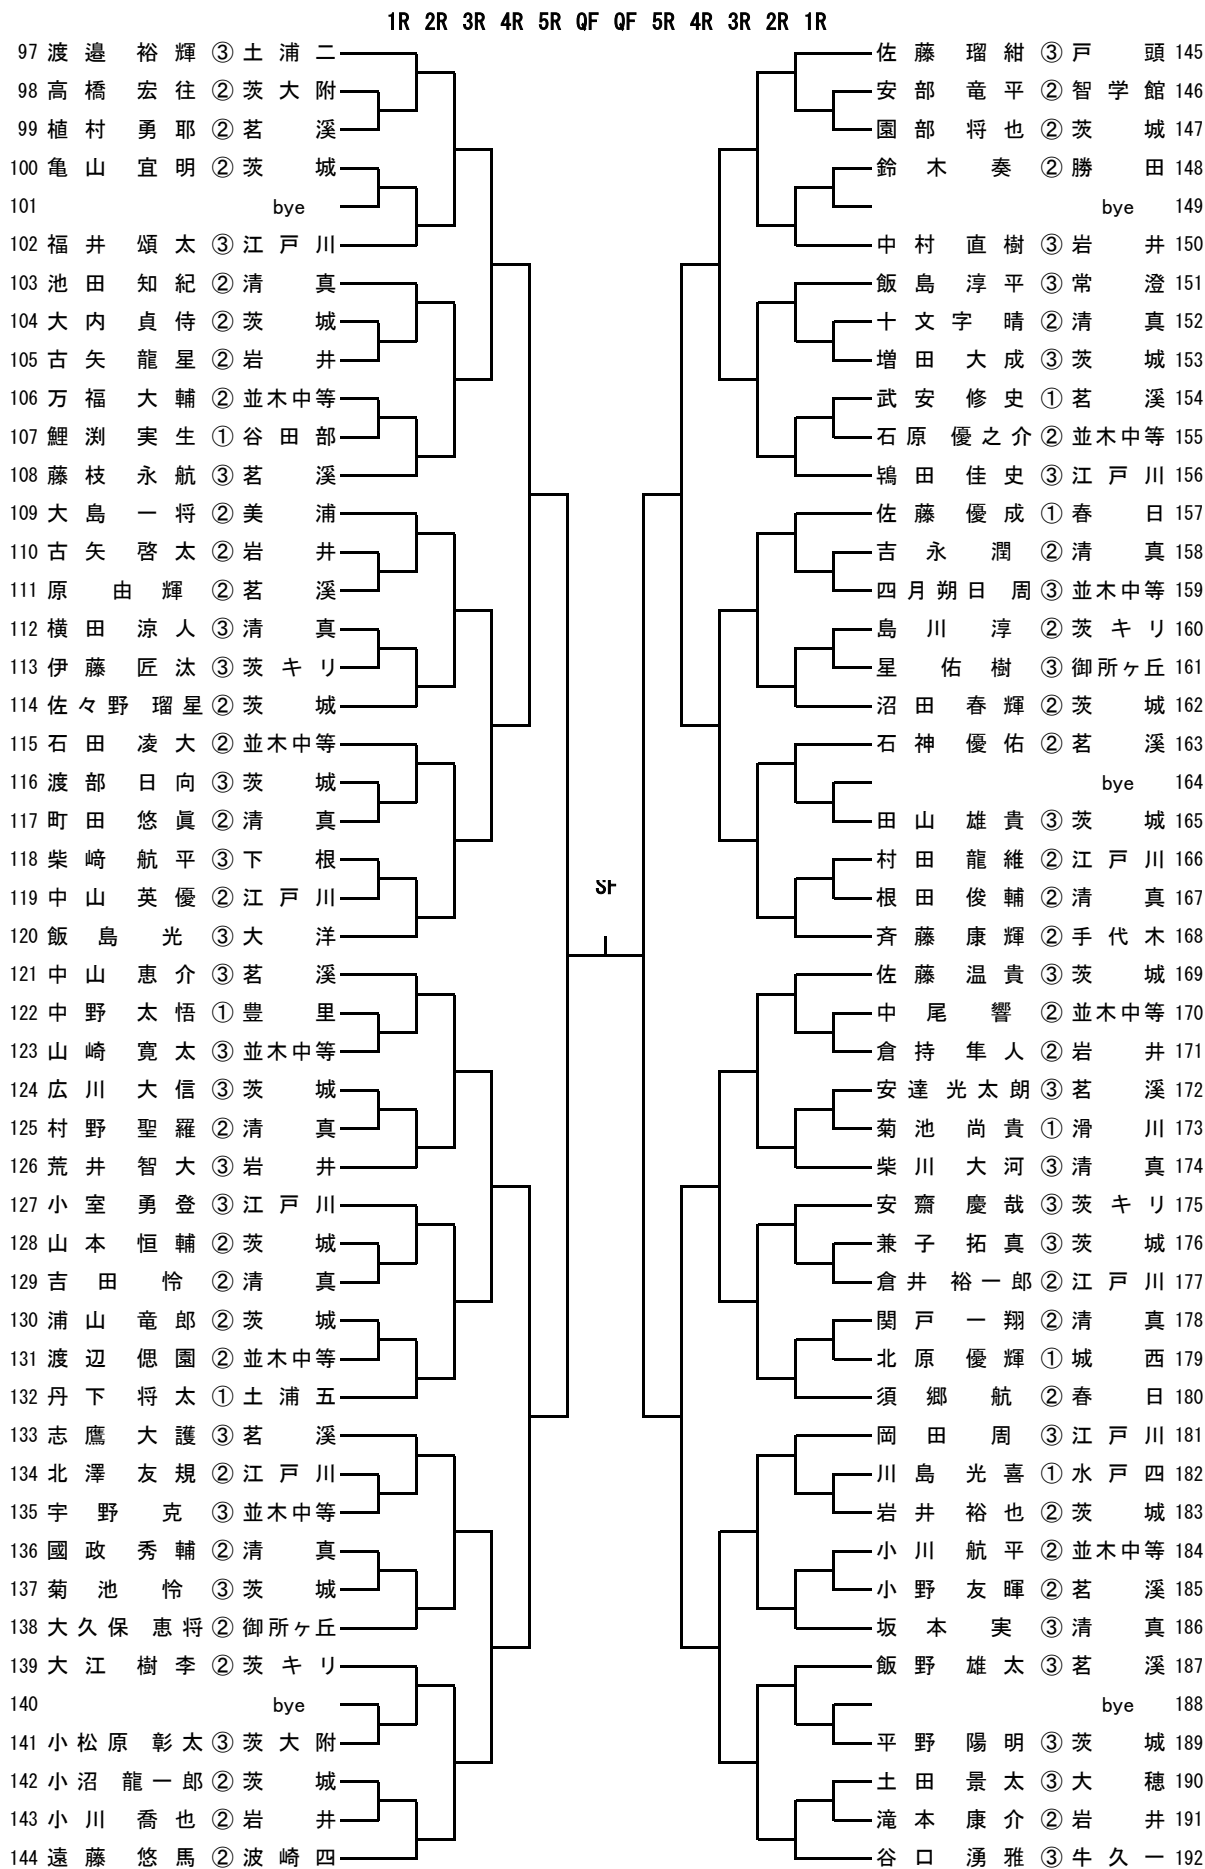 1R 2R 3R 4R 5R QF QF 5R 4R 3R 2R 1R
97 渡邉 裕輝 ③ 土浦二
98 高橋 宏往 ② 茨大附
99 植村 勇耶 ② 茗溪
100 亀山 宜明 ② 茨城
101 bye
102 福井 頌太 ③ 江戸川
103 池田 知紀 ② 清真
104 大内 貞侍 ② 茨城
105 古矢 龍星 ② 岩井
106 万福 大輔 ② 並木中等
107 鯉渕 実生 ① 谷田部
108 藤枝 永航 ③ 茗溪
109 大島 一将 ② 美浦
110 古矢 啓太 ② 岩井
111 原 由輝 ② 茗溪
112 横田 涼人 ③ 清真
113 伊藤 匠汰 ③ 茨キリ
114 佐々野 瑠星 ② 茨城
115 石田 凌大 ② 並木中等
116 渡部 日向 ③ 茨城
117 町田 悠眞 ② 清真
118 柴﨑 航平 ③ 下根
119 中山 英優 ② 江戸川
120 飯島 光 ③ 大洋
121 中山 恵介 ③ 茗溪
122 中野 太悟 ① 豊里
123 山崎 寛太 ③ 並木中等
124 広川 大信 ③ 茨城
125 村野 聖羅 ② 清真
126 荒井 智大 ③ 岩井
127 小室 勇登 ③ 江戸川
128 山本 恒輔 ② 茨城
129 吉田 怜 ② 清真
130 浦山 竜郎 ② 茨城
131 渡辺 偲園 ② 並木中等
132 丹下 将太 ① 土浦五
133 志鷹 大護 ③ 茗溪
134 北澤 友規 ② 江戸川
135 宇野 克 ③ 並木中等
136 國政 秀輔 ② 清真
137 菊池 怜 ③ 茨城
138 大久保 恵将 ② 御所ヶ丘
139 大江 樹李 ② 茨キリ
140 bye
141 小松原 彰太 ③ 茨大附
142 小沼 龍一郎 ② 茨城
143 小川 喬也 ② 岩井
144 遠藤 悠馬 ② 波崎四
SF
佐藤 瑠紺 ③ 戸頭 145
安部 竜平 ② 智学館 146
園部 将也 ② 茨城 147
鈴木 奏 ② 勝田 148
bye 149
中村 直樹 ③ 岩井 150
飯島 淳平 ③ 常澄 151
十文字 晴 ② 清真 152
増田 大成 ③ 茨城 153
武安 修史 ① 茗溪 154
石原 優之介 ② 並木中等 155
鴇田 佳史 ③ 江戸川 156
佐藤 優成 ① 春日 157
吉永 潤 ② 清真 158
四月朔日 周 ③ 並木中等 159
島川 淳 ② 茨キリ 160
星 佑樹 ③ 御所ヶ丘 161
沼田 春輝 ② 茨城 162
石神 優佑 ② 茗溪 163
bye 164
田山 雄貴 ③ 茨城 165
村田 龍維 ② 江戸川 166
根田 俊輔 ② 清真 167
斉藤 康輝 ② 手代木 168
佐藤 温貴 ③ 茨城 169
中尾 響 ② 並木中等 170
倉持 隼人 ② 岩井 171
安達 光太朗 ③ 茗溪 172
菊池 尚貴 ① 滑川 173
柴川 大河 ③ 清真 174
安齋 慶哉 ③ 茨キリ 175
兼子 拓真 ③ 茨城 176
倉井 裕一郎 ② 江戸川 177
関戸 一翔 ② 清真 178
北原 優輝 ① 城西 179
須郷 航 ② 春日 180
岡田 周 ③ 江戸川 181
川島 光喜 ① 水戸四 182
岩井 裕也 ② 茨城 183
小川 航平 ② 並木中等 184
小野 友暉 ② 茗溪 185
坂本 実 ③ 清真 186
飯野 雄太 ③ 茗溪 187
bye 188
平野 陽明 ③ 茨城 189
土田 景太 ③ 大穂 190
滝本 康介 ② 岩井 191
谷口 湧雅 ③ 牛久一 192